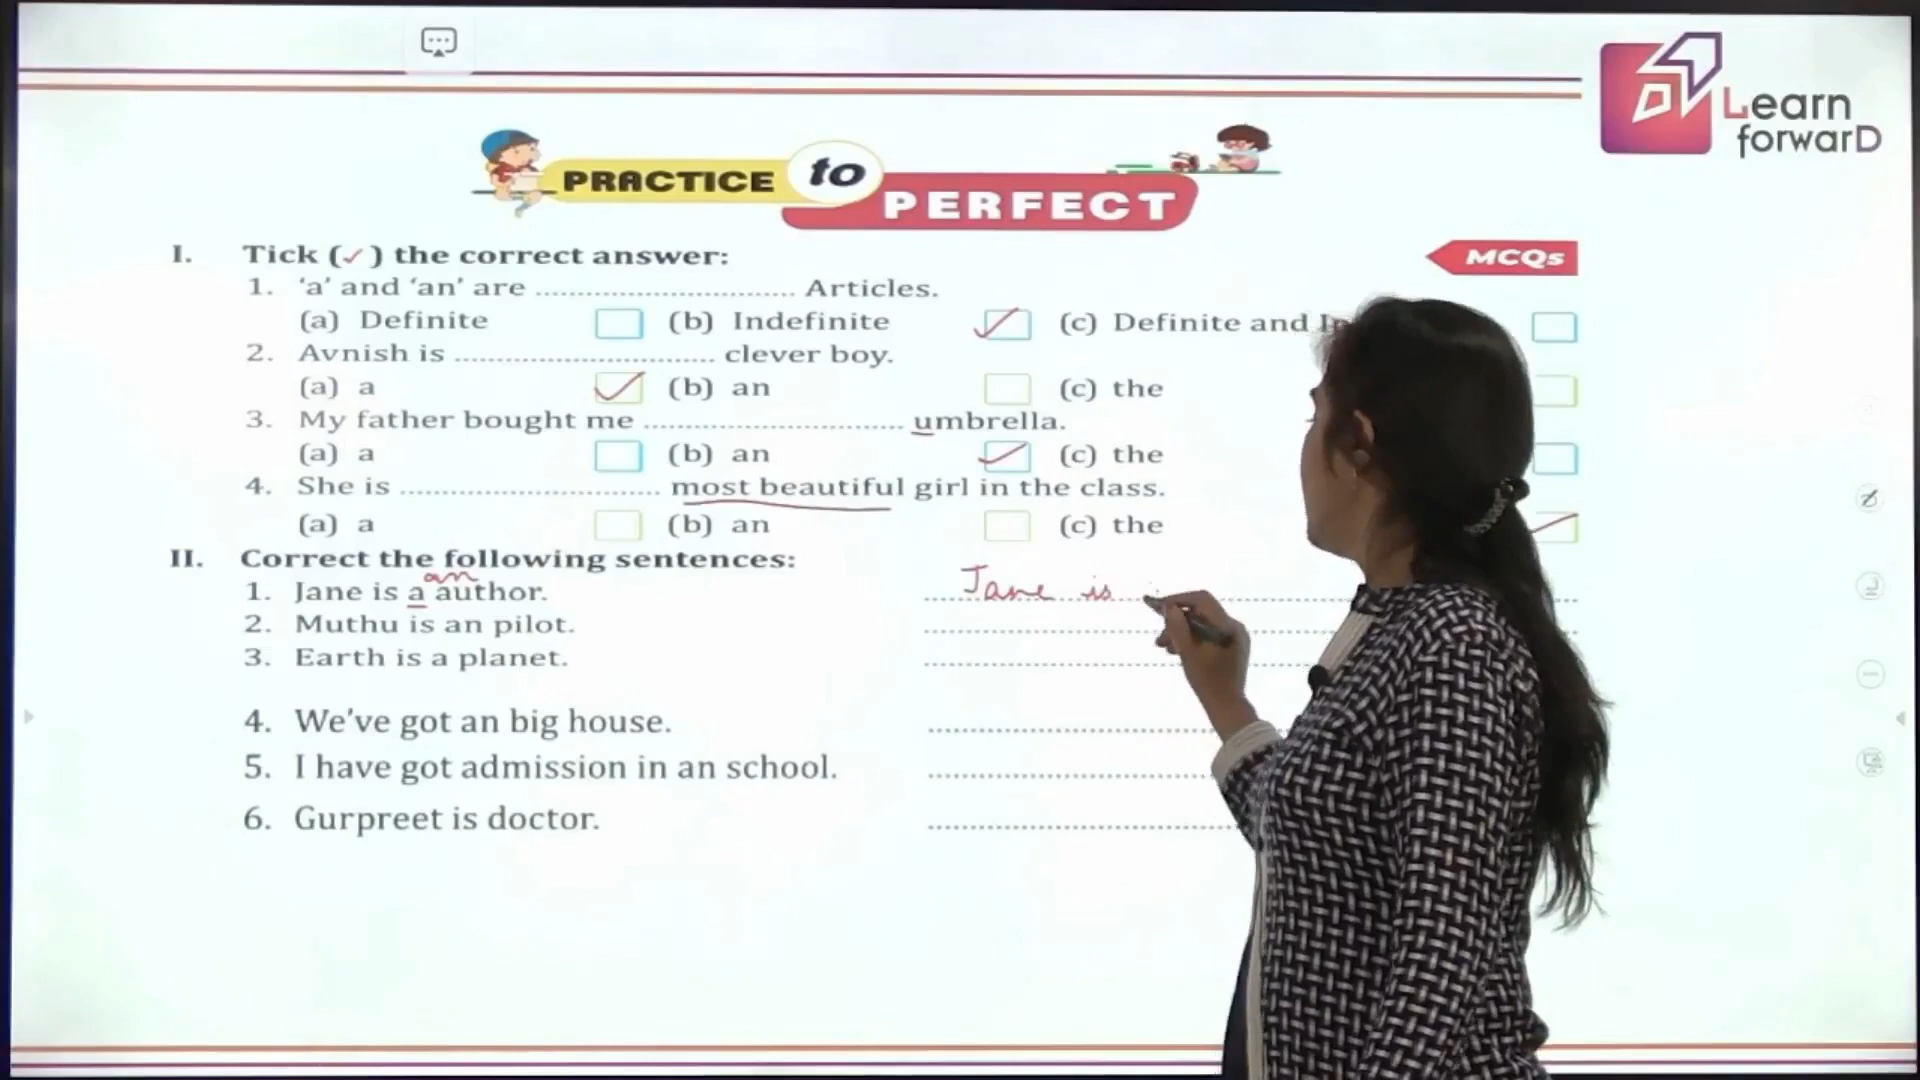 Learn
forwarD
PRACTICE to
PERFECT
I. Tick (✓) the correct answer:
MCQs
1. ‘a’ and ‘an’ are .............................. Articles.
(a) Definite (b) Indefinite ✓ (c) Definite and
2. Avnish is .............................. clever boy.
(a) a ✓ (b) an (c) the
3. My father bought me .............................. umbrella.
(a) a (b) an ✓ (c) the
4. She is .............................. most beautiful girl in the class.
(a) a (b) an (c) the ✓
II. Correct the following sentences:
an
1. Jane is a author. Jane is
2. Muthu is an pilot.
3. Earth is a planet.
4. We’ve got an big house.
5. I have got admission in an school.
6. Gurpreet is doctor.